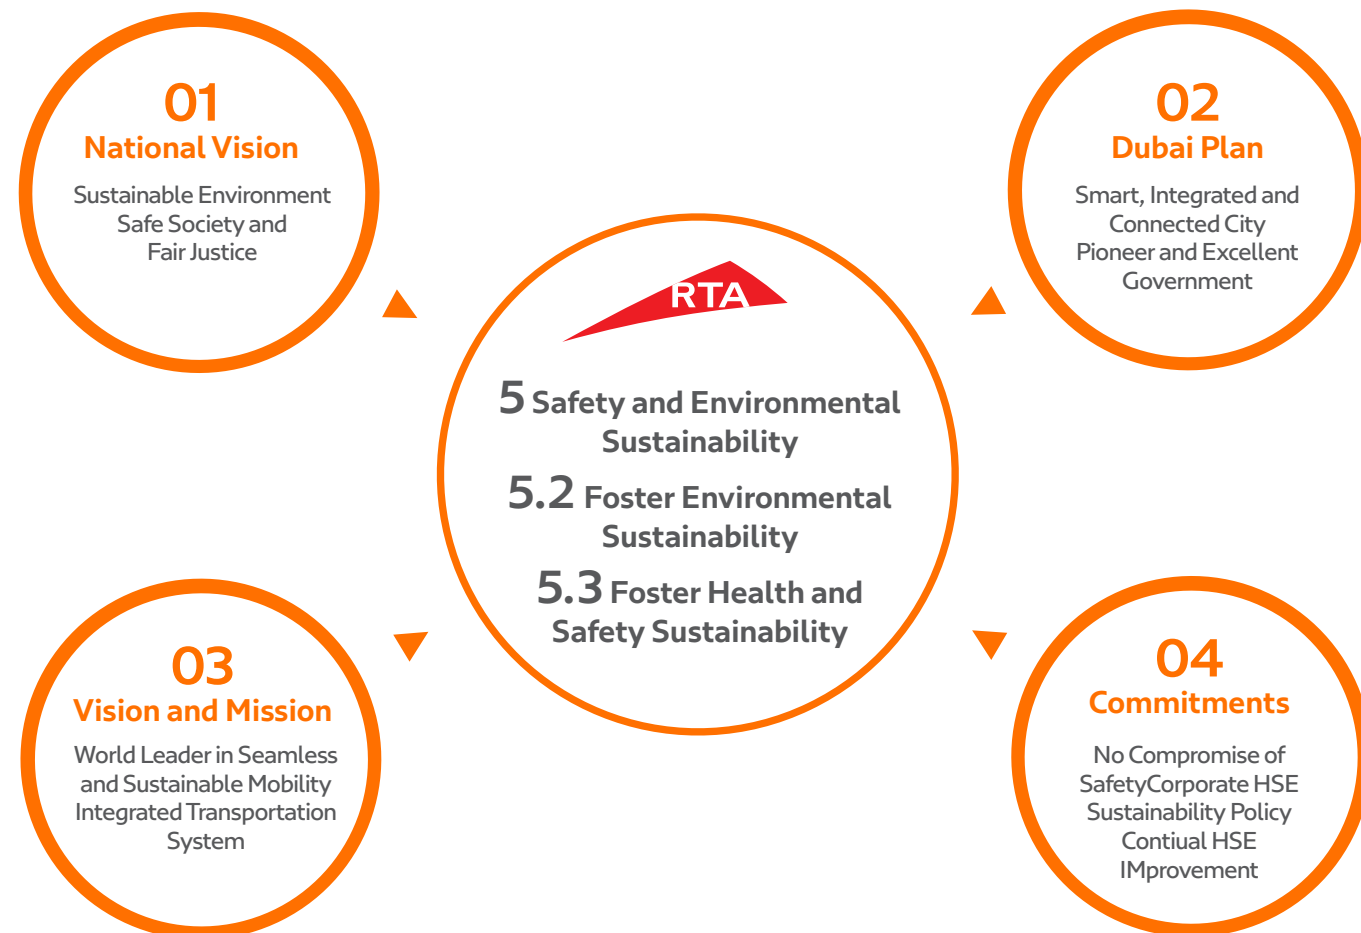 01
National Vision
Sustainable Environment
Safe Society and
Fair Justice
02
Dubai Plan
Smart, Integrated and
Connected City
Pioneer and Excellent
Government
RTA
5 Safety and Environmental
Sustainability
5.2 Foster Environmental
Sustainability
5.3 Foster Health and
Safety Sustainability
03
Vision and Mission
World Leader in Seamless
and Sustainable Mobility
Integrated Transportation
System
04
Commitments
No Compromise of
SafetyCorporate HSE
Sustainability Policy
Contiual HSE
IMprovement